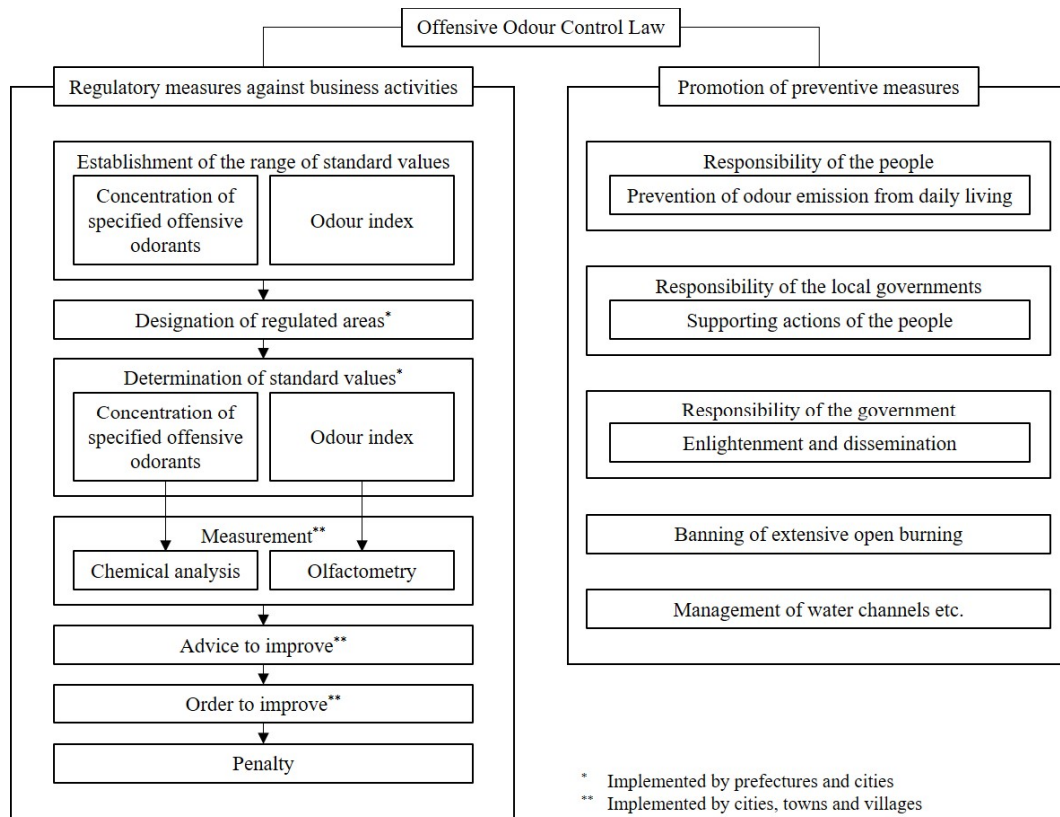 Offensive Odour Control Law
Regulatory measures against business activities
Establishment of the range of standard values
Concentration of
specified offensive
odorants
Odour index
Designation of regulated areas*
Determination of standard values*
Concentration of
specified offensive
odorants
Odour index
Measurement**
Chemical analysis
Olfactometry
Advice to improve**
Order to improve**
Penalty
Promotion of preventive measures
Responsibility of the people
Prevention of odour emission from daily living
Responsibility of the local governments
Supporting actions of the people
Responsibility of the government
Enlightenment and dissemination
Banning of extensive open burning
Management of water channels etc.
* Implemented by prefectures and cities
** Implemented by cities, towns and villages